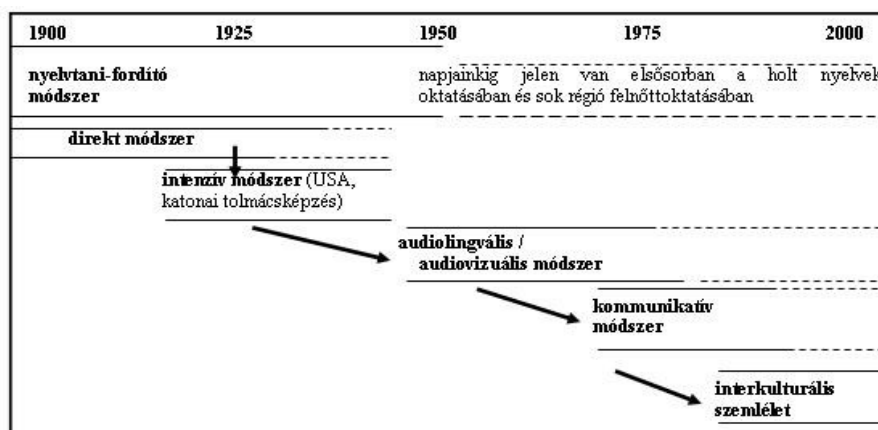 1900 1925 1950 1975 2000
nyelvtani-fordító
módszer
napjainkig jelen van elsősorban a holt nyelvek
oktatásában és sok régió felnőttoktatásában
direkt módszer
intenzív módszer (USA,
katonai tolmácsképzés)
audiolingvális /
audiovizuális módszer
kommunikatív
módszer
interkulturális
szemlélet